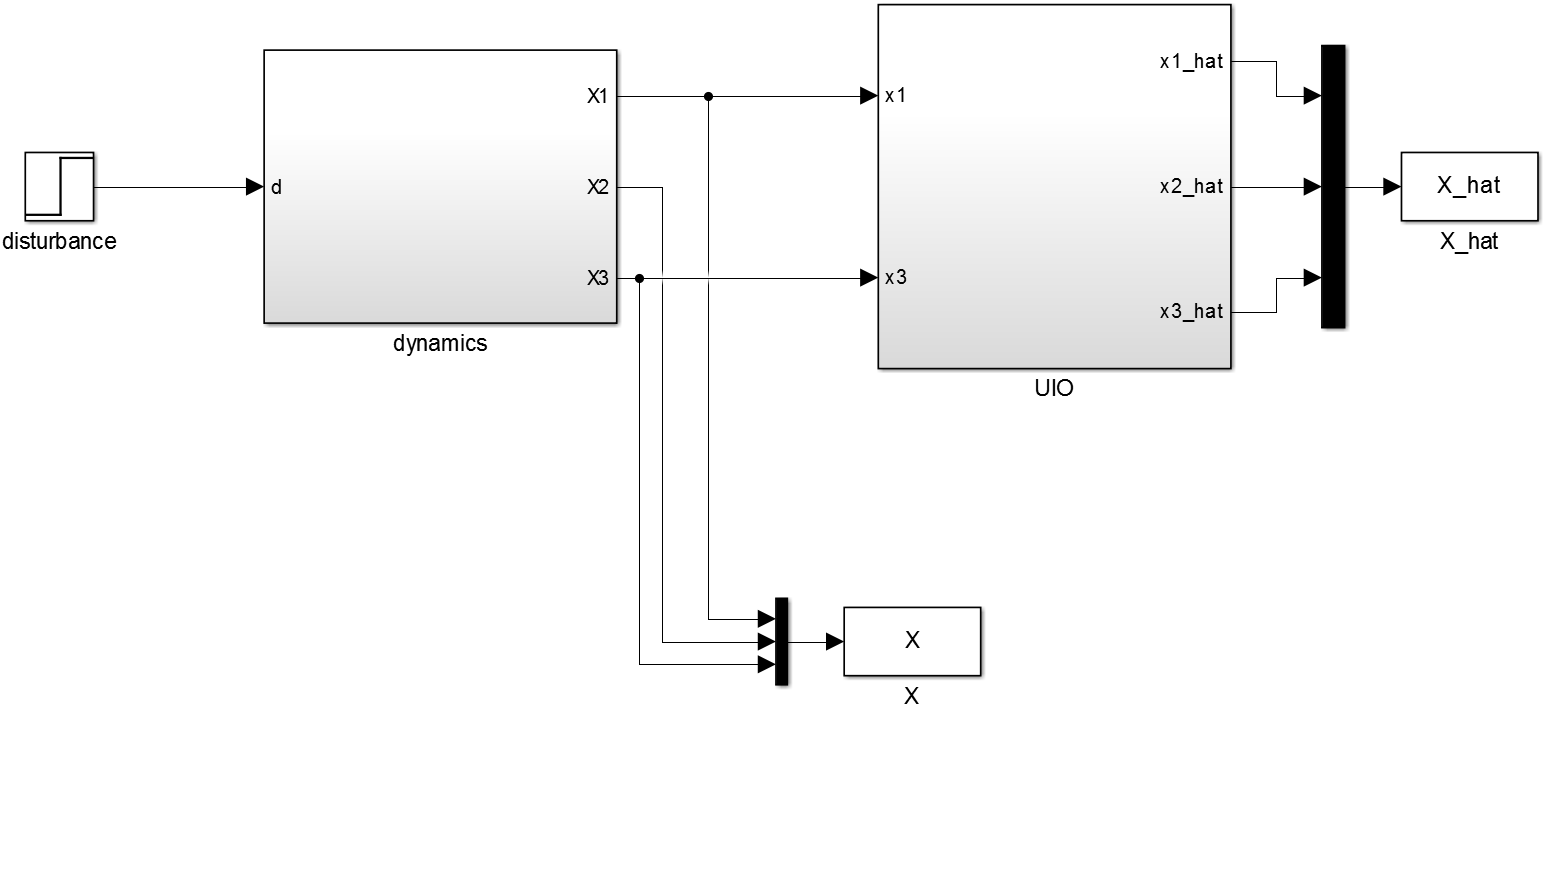 disturbance
d
X1
X2
X3
dynamics
x1
x3
x1_hat
x2_hat
x3_hat
UIO
X_hat
X_hat
X
X